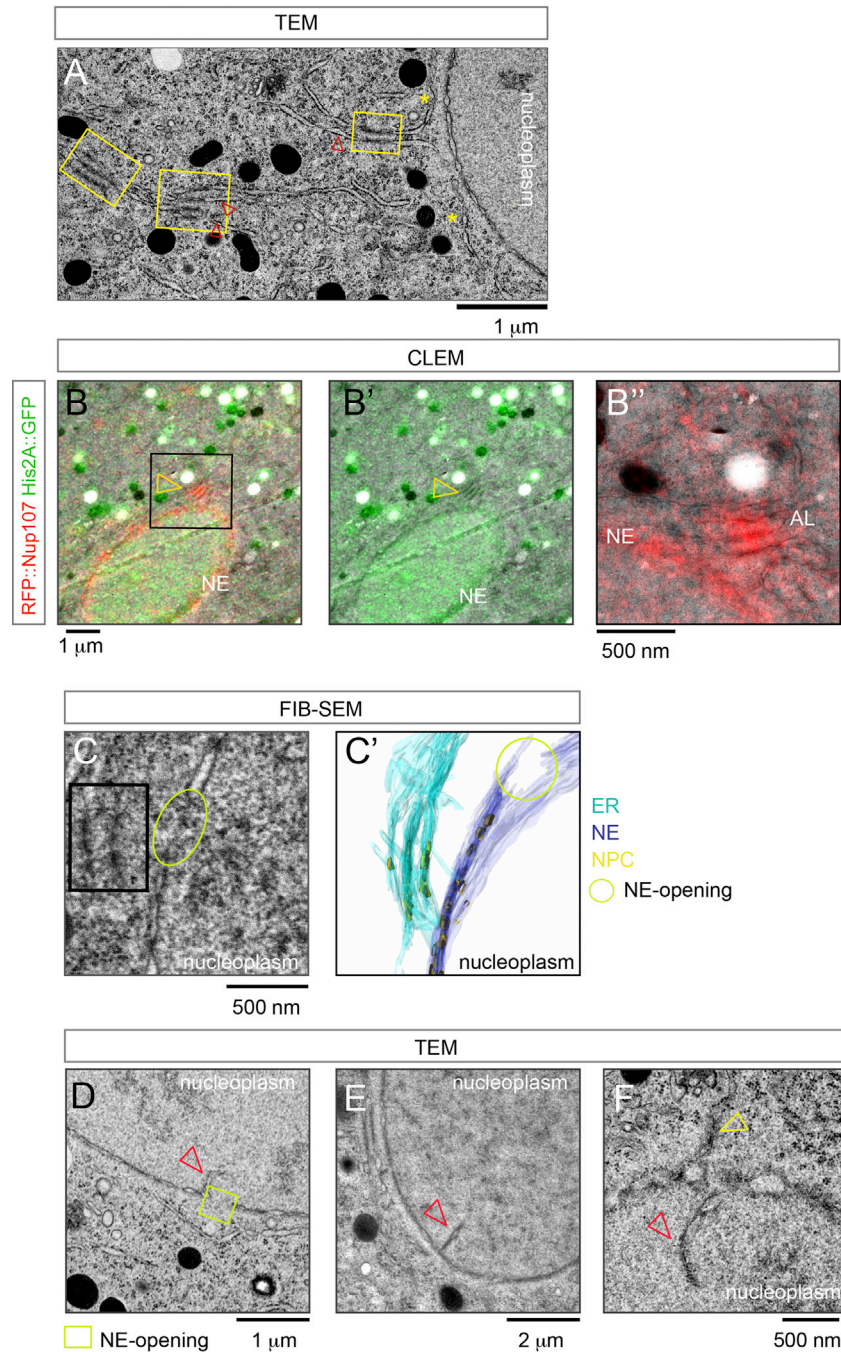 TEM
A
nucleoplasm
*
*
1 μm
CLEM
RFP::Nup107 His2A::GFP
B
NE
1 μm
B'
NE
B''
NE
AL
500 nm
FIB-SEM
C
nucleoplasm
500 nm
C'
nucleoplasm
ER
NE
NPC
NE-opening
TEM
D
nucleoplasm
NE-opening
1 μm
E
nucleoplasm
2 μm
F
nucleoplasm
500 nm